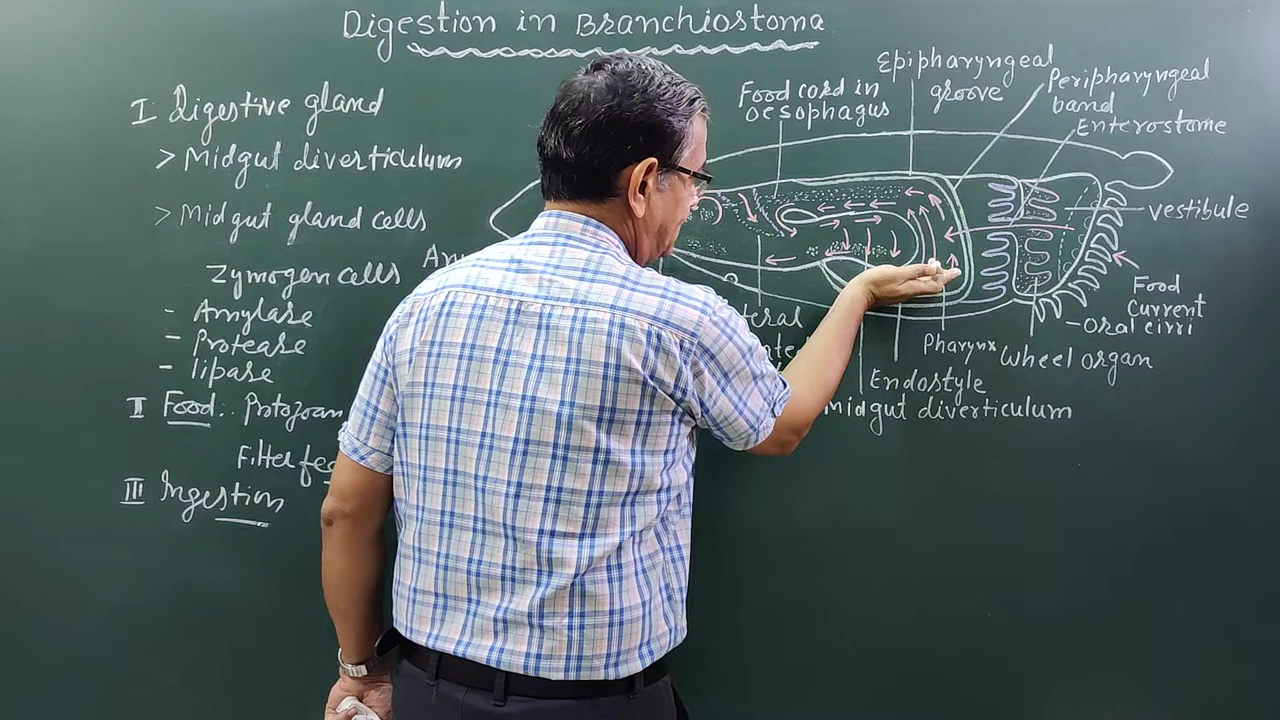 Digestion in Branchiostoma
I Digestive gland
> Midgut diverticulum
> Midgut gland cells
Zymogen cells
- Amylase
- Protease
- lipase
II Food:. Protozoan
Filter
III Ingestion
Food cord in
oesophagus
Epipharyngeal
groove
Peripharyngeal
band
Enterostome
vestibule
Food
Current
-Oral cirri
Wheel organ
Pharynx
Endostyle
Midgut diverticulum